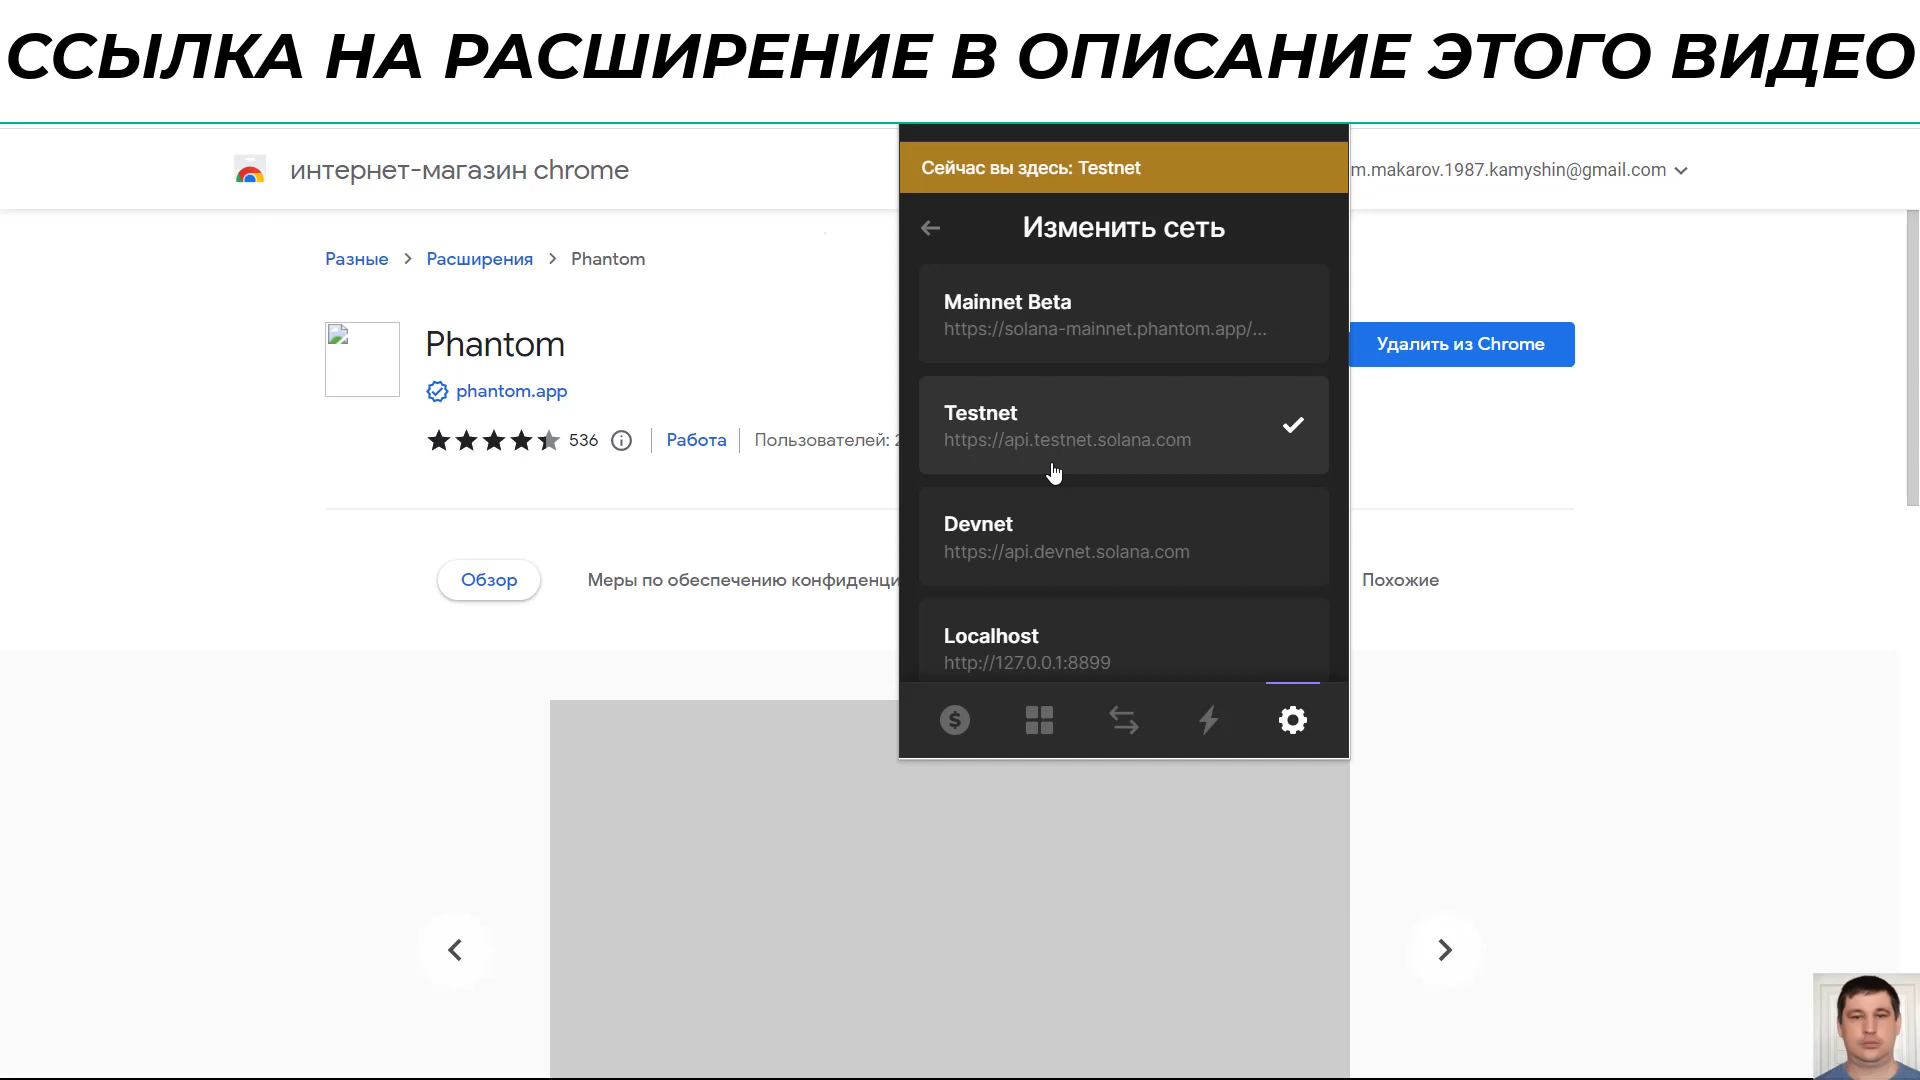 ССЫЛКА НА РАСШИРЕНИЕ В ОПИСАНИЕ ЭТОГО ВИДЕО
интернет-магазин chrome
m.makarov.1987.kamyshin@gmail.com
Разные > Расширения > Phantom
Phantom
phantom.app
536
Работа
Пользователей: 2
Удалить из Chrome
Обзор
Меры по обеспечению конфиденци
Похожие
Сейчас вы здесь: Testnet
Изменить сеть
Mainnet Beta
https://solana-mainnet.phantom.app/...
Testnet
https://api.testnet.solana.com
Devnet
https://api.devnet.solana.com
Localhost
http://127.0.0.1:8899